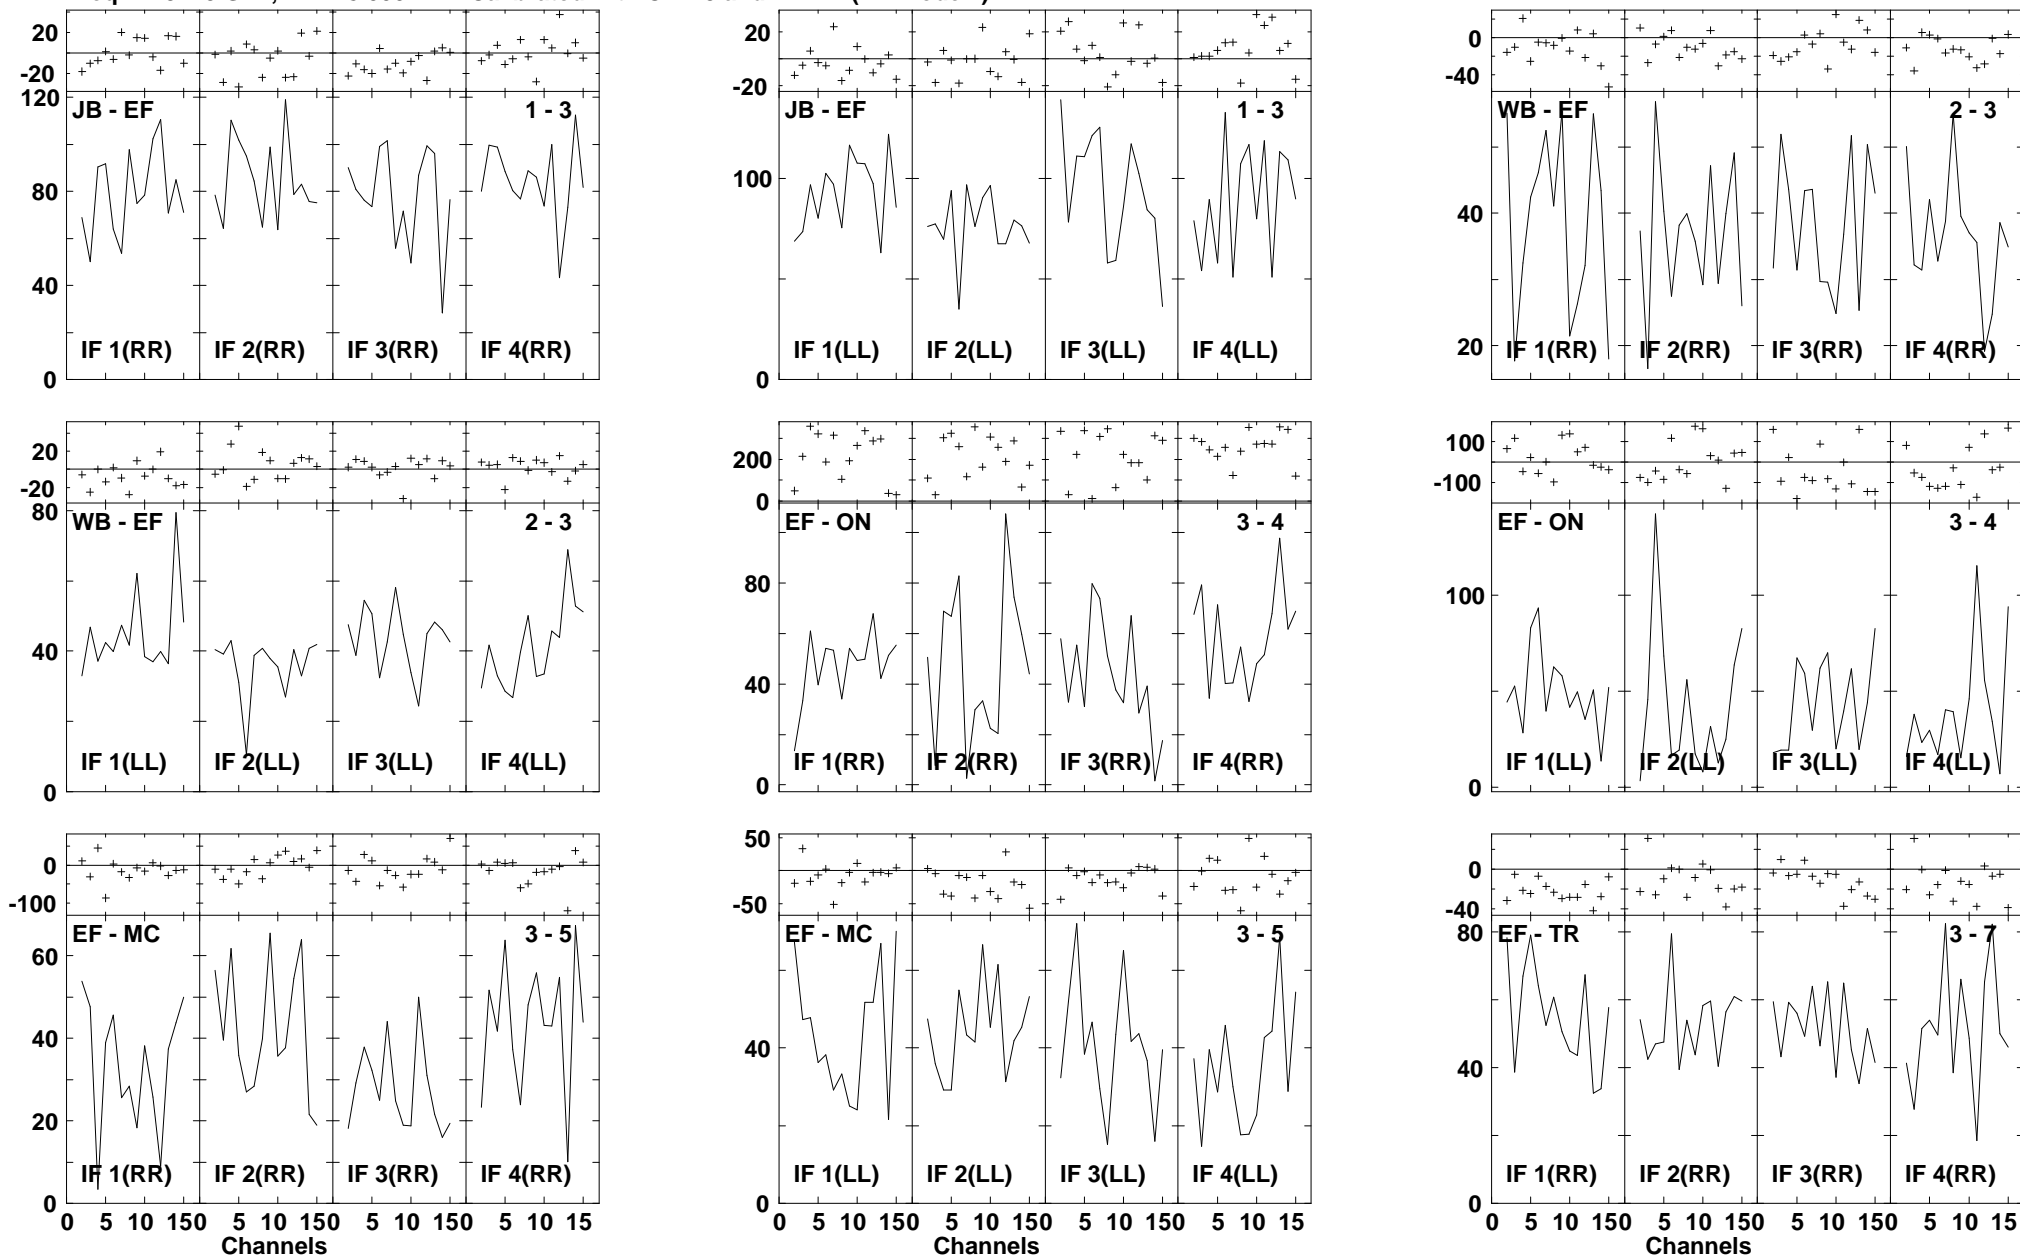 20
-20
120
JB - EF 1 - 3
80
40
0
IF 1(RR) IF 2(RR) IF 3(RR) IF 4(RR)
20
-20
JB - EF 1 - 3
100
0
IF 1(LL) IF 2(LL) IF 3(LL) IF 4(LL)
0
-40
WB - EF 2 - 3
40
20
IF 1(RR) IF 2(RR) IF 3(RR) IF 4(RR)
20
-20
80
WB - EF 2 - 3
40
0
IF 1(LL) IF 2(LL) IF 3(LL) IF 4(LL)
200
0
EF - ON 3 - 4
80
40
0
IF 1(RR) IF 2(RR) IF 3(RR) IF 4(RR)
100
-100
EF - ON 3 - 4
100
0
IF 1(LL) IF 2(LL) IF 3(LL) IF 4(LL)
0
-100
EF - MC 3 - 5
60
40
20
0
IF 1(RR) IF 2(RR) IF 3(RR) IF 4(RR)
0 5 10 150 5 10 150 5 10 150 5 10 15
Channels
50
-50
EF - MC 3 - 5
40
0
IF 1(LL) IF 2(LL) IF 3(LL) IF 4(LL)
0 5 10 150 5 10 150 5 10 150 5 10 15
Channels
0
-40
80
EF - TR 3 - 7
40
0
IF 1(RR) IF 2(RR) IF 3(RR) IF 4(RR)
0 5 10 150 5 10 150 5 10 150 5 10 15
Channels